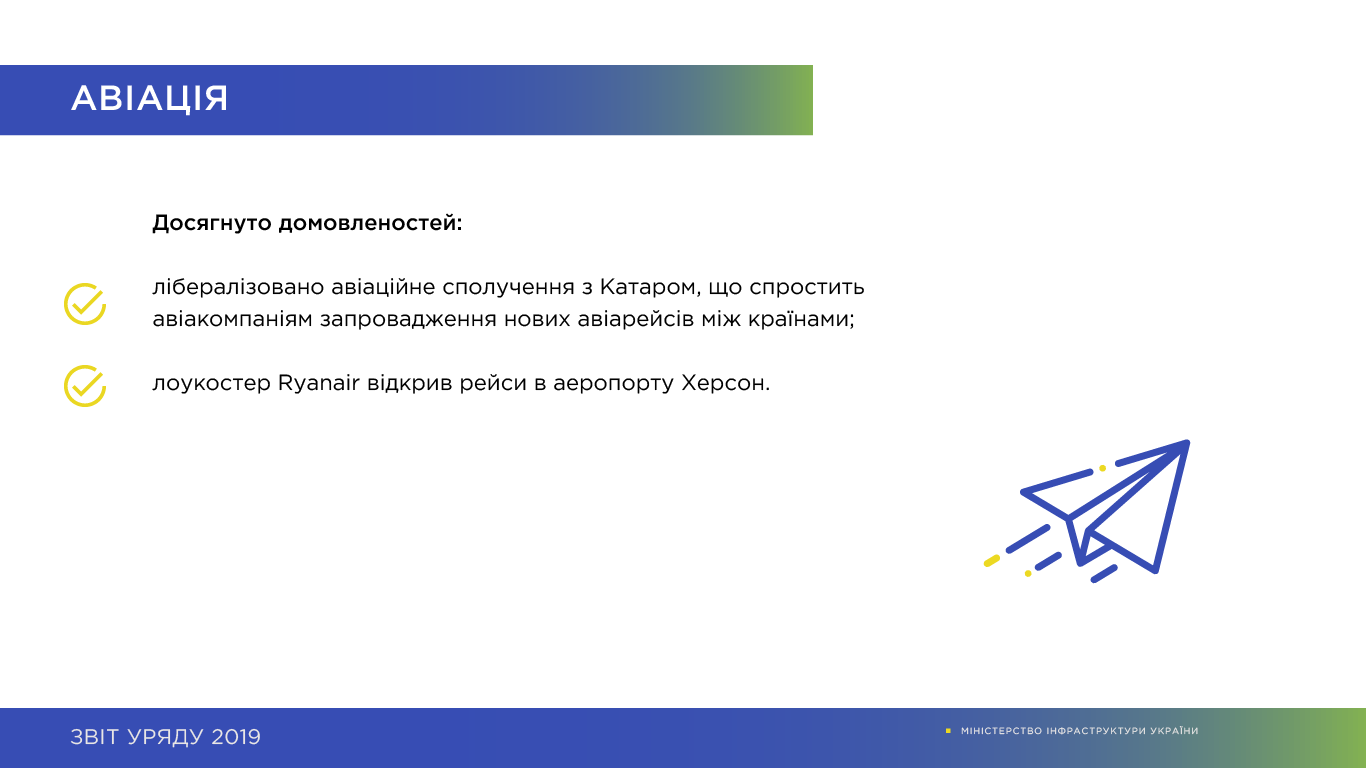 АВІАЦІЯ
Досягнуто домовленостей:
лібералізовано авіаційне сполучення з Катаром, що спростить
авіакомпаніям запровадження нових авіарейсів між країнами;
лоукостер Ryanair відкрив рейси в аеропорту Херсон.
ЗВІТ УРЯДУ 2019
МІНІСТЕРСТВО ІНФРАСТРУКТУРИ УКРАЇНИ